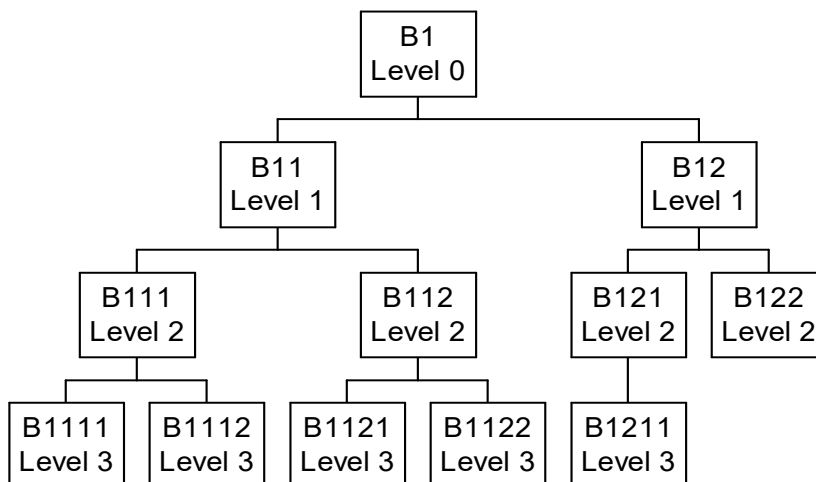 B1
Level 0
B11
Level 1
B12
Level 1
B111
Level 2
B112
Level 2
B121
Level 2
B122
Level 2
B1111
Level 3
B1112
Level 3
B1121
Level 3
B1122
Level 3
B1211
Level 3